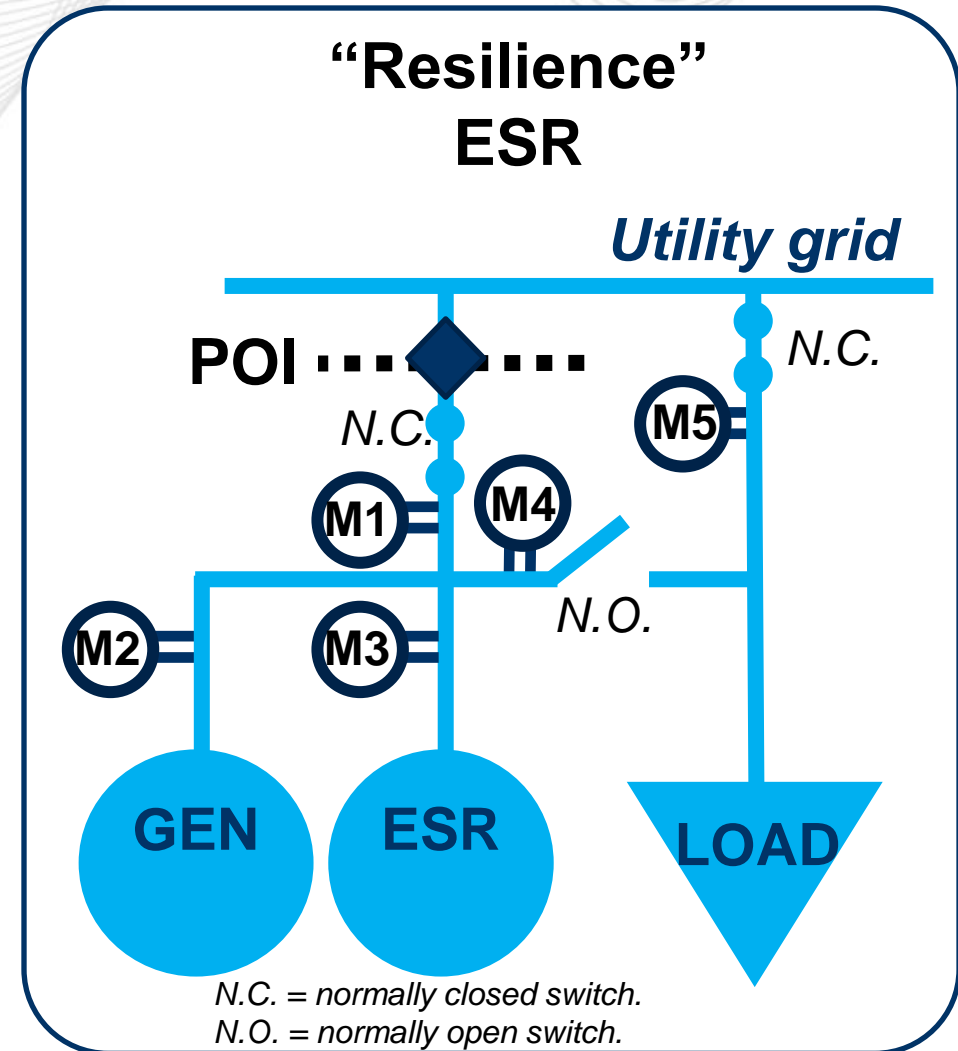 “Resilience”
ESR
Utility grid
POI
N.C.
N.C.
M5
M1
M4
N.O.
M2
M3
GEN
ESR
LOAD
N.C. = normally closed switch.
N.O. = normally open switch.